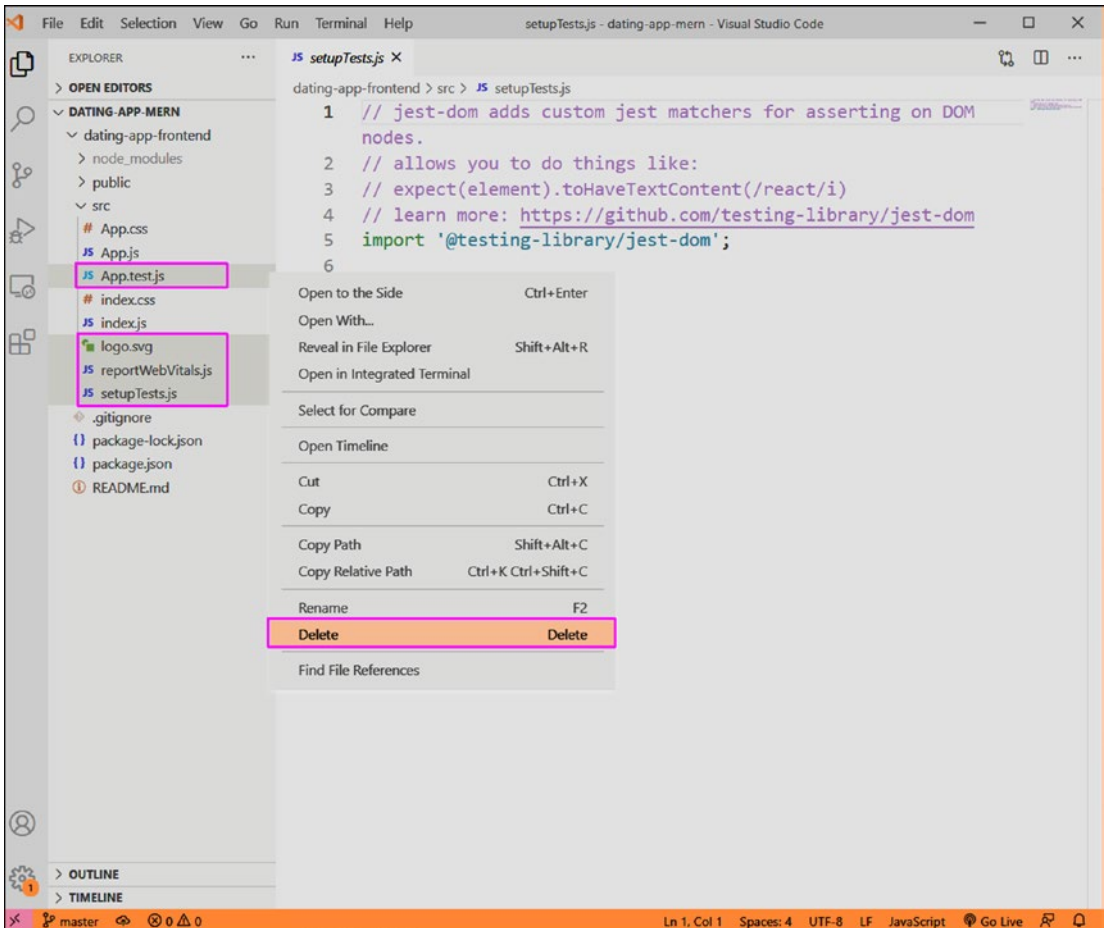 File Edit Selection View Go Run Terminal Help setupTests.js - dating-app-mern - Visual Studio Code
EXPLORER
OPEN EDITORS
DATING-APP-MERN
dating-app-frontend
node_modules
public
src
# App.css
JS App.js
JS App.test.js
# index.css
JS index.js
logo.svg
JS reportWebVitals.js
JS setupTests.js
.gitignore
{} package-lock.json
{} package.json
README.md
OUTLINE
TIMELINE
JS setupTests.js
dating-app-frontend > src > JS setupTests.js
1 // jest-dom adds custom jest matchers for asserting on DOM
nodes.
2 // allows you to do things like:
3 // expect(element).toHaveTextContent(/react/i)
4 // learn more: https://github.com/testing-library/jest-dom
5 import '@testing-library/jest-dom';
6
Open to the Side Ctrl+Enter
Open With...
Reveal in File Explorer Shift+Alt+R
Open in Integrated Terminal
Select for Compare
Open Timeline
Cut Ctrl+X
Copy Ctrl+C
Copy Path Shift+Alt+C
Copy Relative Path Ctrl+K Ctrl+Shift+C
Rename F2
Delete Delete
Find File References
1
master 0 0 Ln 1, Col 1 Spaces: 4 UTF-8 LF JavaScript Go Live